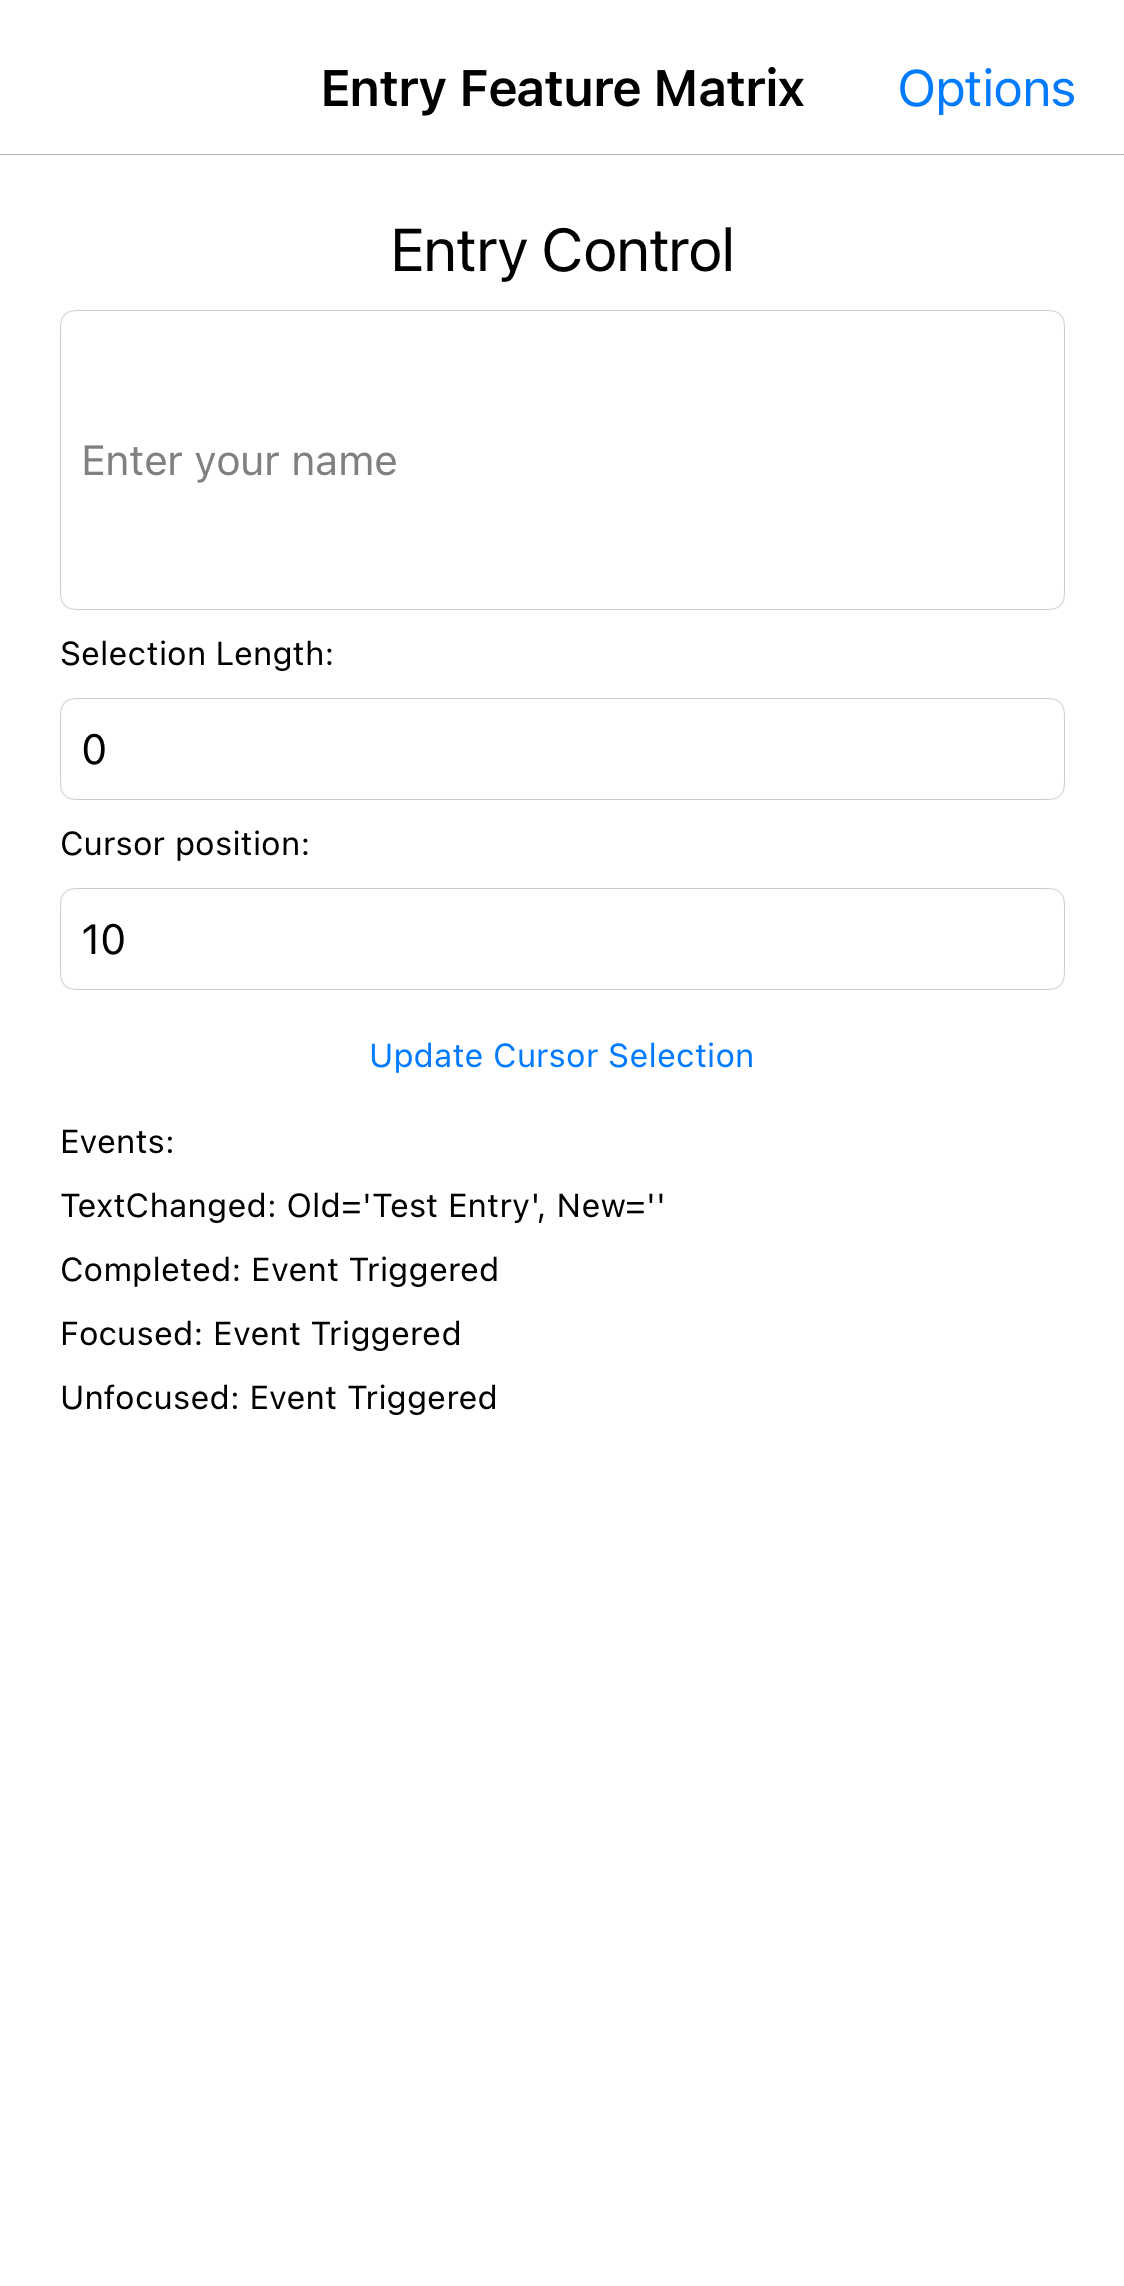 Entry Feature Matrix
Options
Entry Control
Enter your name
Selection Length:
0
Cursor position:
10
Update Cursor Selection
Events:
TextChanged: Old='Test Entry', New=''
Completed: Event Triggered
Focused: Event Triggered
Unfocused: Event Triggered